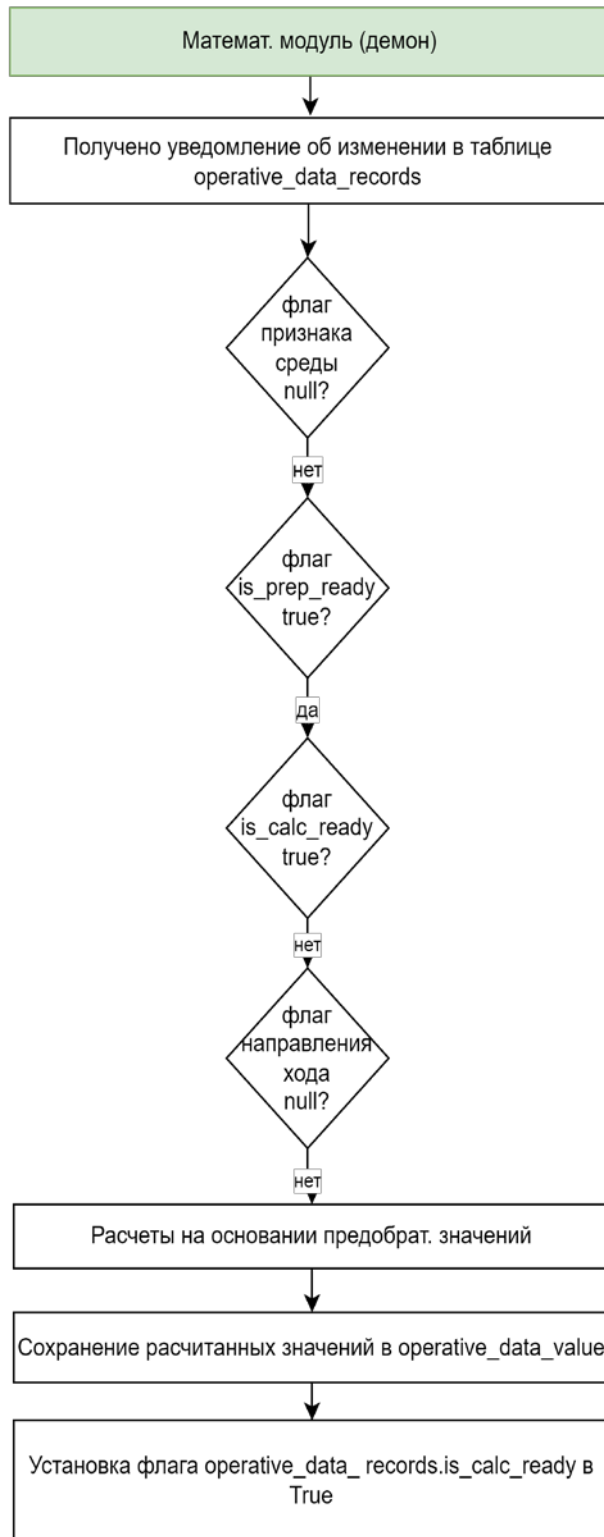 Математ. модуль (демон)
Получено уведомление об изменении в таблице
operative_data_records
флаг
признака
среды
null?
нет
флаг
is_prep_ready
true?
да
флаг
is_calc_ready
true?
нет
флаг
направления
хода
null?
нет
Расчеты на основании предобрат. значений
Сохранение расчитанных значений в operative_data_value
Установка флага operative_data_ records.is_calc_ready в
True